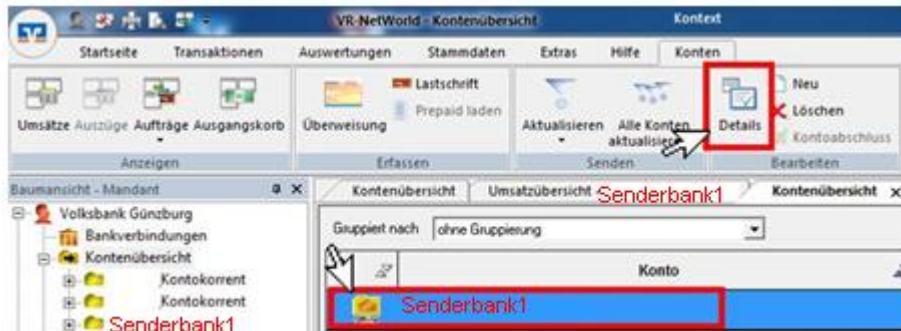 VR-NetWorld - Kontenübersicht Kontext
Startseite Transaktionen Auswertungen Stammdaten Extras Hilfe Konten
Umsätze Auszüge Aufträge Ausgangskorb
Anzeigen
Überweisung Lastschrift
Prepaid laden
Erfassen
Aktualisieren Alle Konten
aktualisieren
Senden
Details Neu
Löschen
Kontoabschluss
Bearbeiten
Baumansicht - Mandant
Volksbank Günzburg
Bankverbindungen
Kontenübersicht
Kontokorrent
Kontokorrent
Senderbank1
Kontenübersicht Umsatzübersicht - Senderbank1 Kontenübersicht
Gruppiert nach ohne Gruppierung
Konto
Senderbank1